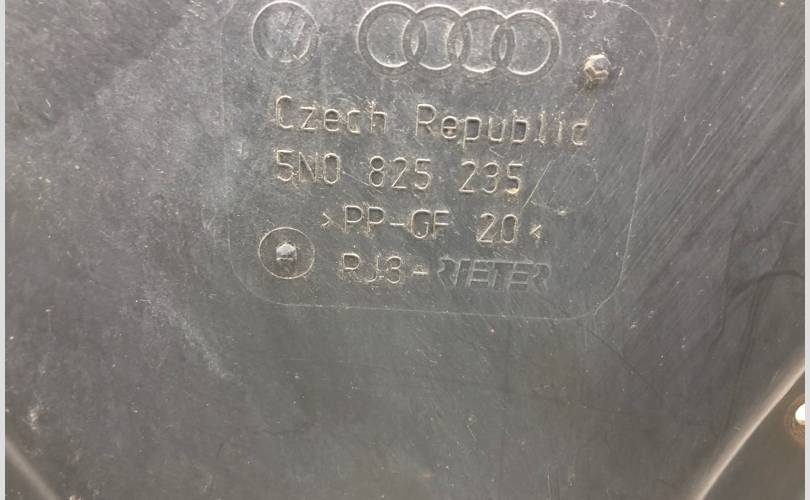 Czech Republic
5N0 825 235
>PP-GF 20<
RJ3-RIETER